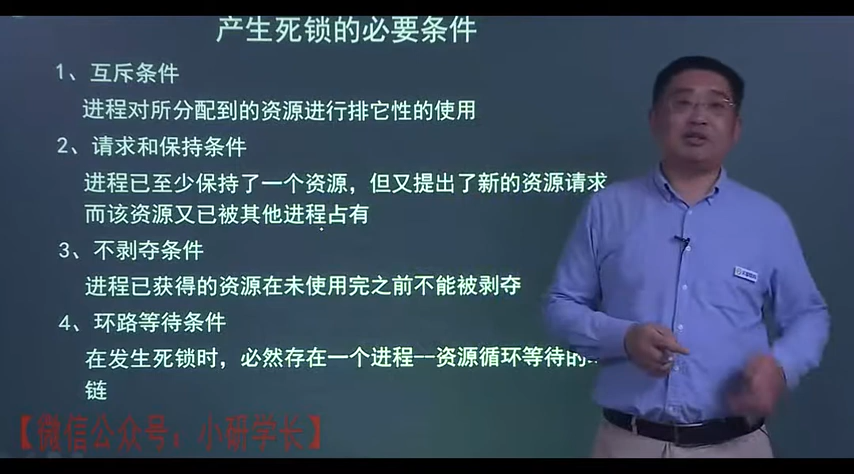 产生死锁的必要条件
1、互斥条件
进程对所分配到的资源进行排它性的使用
2、请求和保持条件
进程已至少保持了一个资源，但又提出了新的资源请求
而该资源又已被其他进程占有
3、不剥夺条件
进程已获得的资源在未使用完之前不能被剥夺
4、环路等待条件
在发生死锁时，必然存在一个进程--资源循环等待的
链
【微信公众号：小研学长】